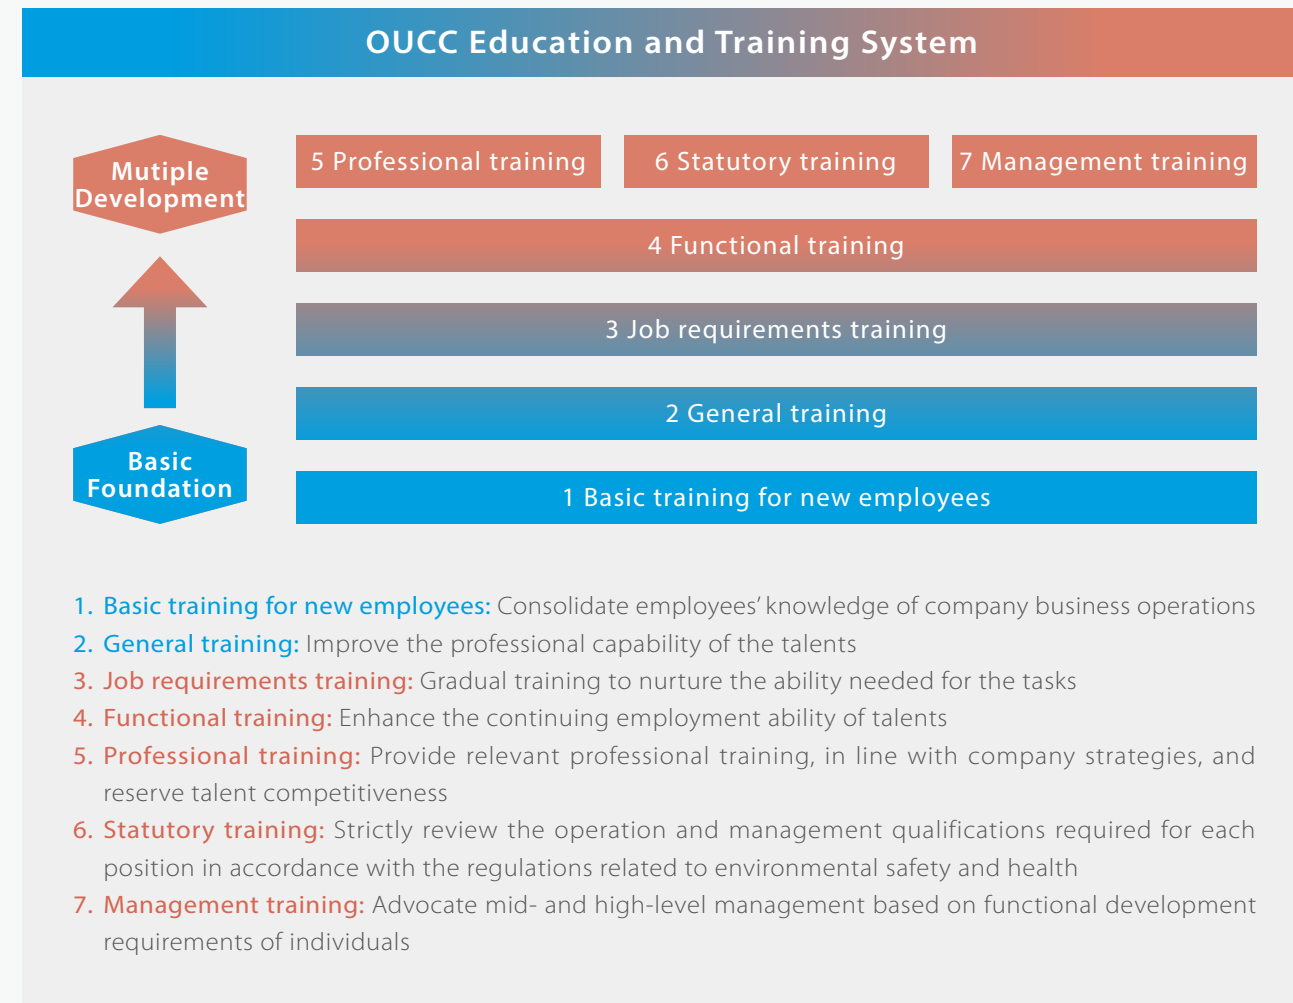 OUCC Education and Training System
Mutiple
Development
5 Professional training
6 Statutory training
7 Management training
4 Functional training
3 Job requirements training
2 General training
Basic
Foundation
1 Basic training for new employees
1. Basic training for new employees: Consolidate employees’ knowledge of company business operations
2. General training: Improve the professional capability of the talents
3. Job requirements training: Gradual training to nurture the ability needed for the tasks
4. Functional training: Enhance the continuing employment ability of talents
5. Professional training: Provide relevant professional training, in line with company strategies, and
reserve talent competitiveness
6. Statutory training: Strictly review the operation and management qualifications required for each
position in accordance with the regulations related to environmental safety and health
7. Management training: Advocate mid- and high-level management based on functional development
requirements of individuals